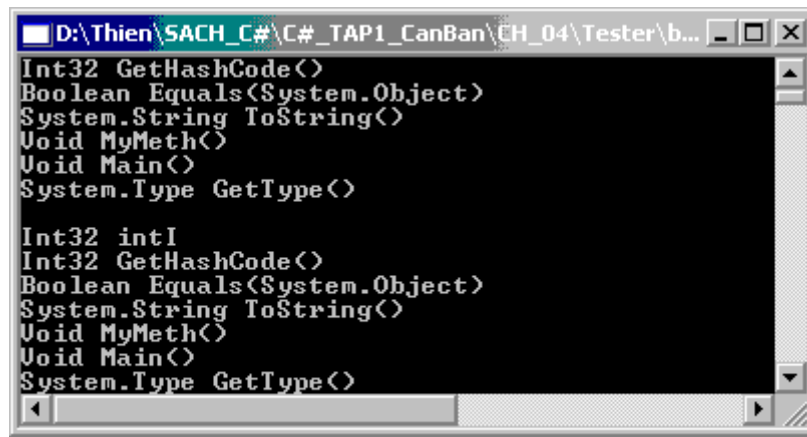 D:\Thien\SACH_C#\C#_TAP1_CanBan\CH_04\Tester\b...
Int32 GetHashCode()
Boolean Equals(System.Object)
System.String ToString()
Void MyMeth()
Void Main()
System.Type GetType()
Int32 intI
Int32 GetHashCode()
Boolean Equals(System.Object)
System.String ToString()
Void MyMeth()
Void Main()
System.Type GetType()